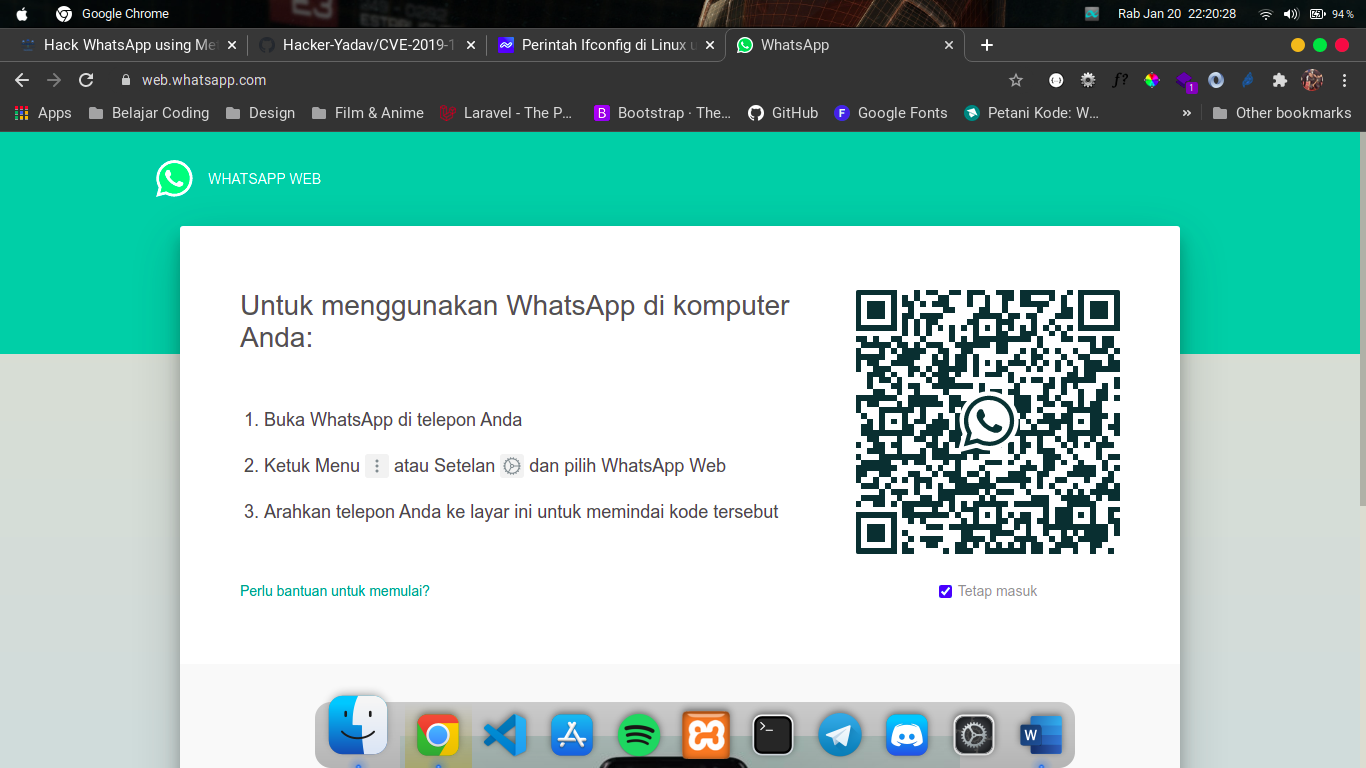 E3
Google Chrome
Rab Jan 20 22:20:28
94 %
Hack WhatsApp using Me
Hacker-Yadav/CVE-2019-1
Perintah Ifconfig di Linux u
WhatsApp
web.whatsapp.com
f?
1
Apps
Belajar Coding
Design
Film & Anime
Laravel - The P...
B
Bootstrap · The...
GitHub
F
Google Fonts
Petani Kode: W...
»
Other bookmarks
WHATSAPP WEB
Untuk menggunakan WhatsApp di komputer
Anda:
1. Buka WhatsApp di telepon Anda
2. Ketuk Menu atau Setelan dan pilih WhatsApp Web
3. Arahkan telepon Anda ke layar ini untuk memindai kode tersebut
Perlu bantuan untuk memulai?
Tetap masuk
>_
W